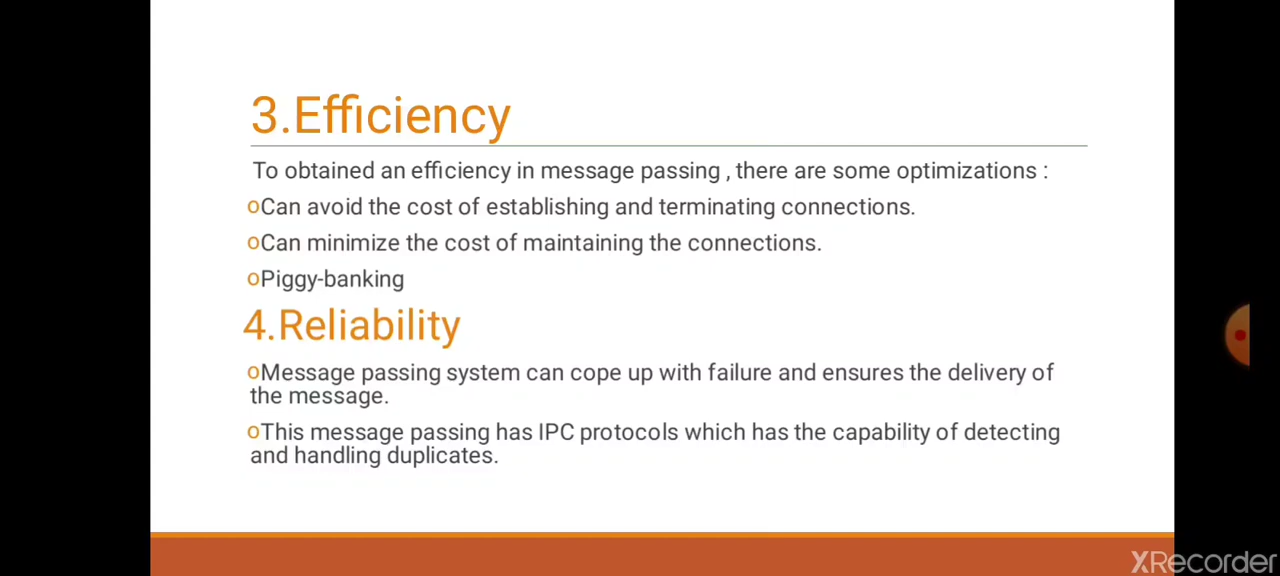 3.Efficiency
To obtained an efficiency in message passing , there are some optimizations :
oCan avoid the cost of establishing and terminating connections.
oCan minimize the cost of maintaining the connections.
oPiggy-banking
4.Reliability
oMessage passing system can cope up with failure and ensures the delivery of
the message.
oThis message passing has IPC protocols which has the capability of detecting
and handling duplicates.
XRecorder